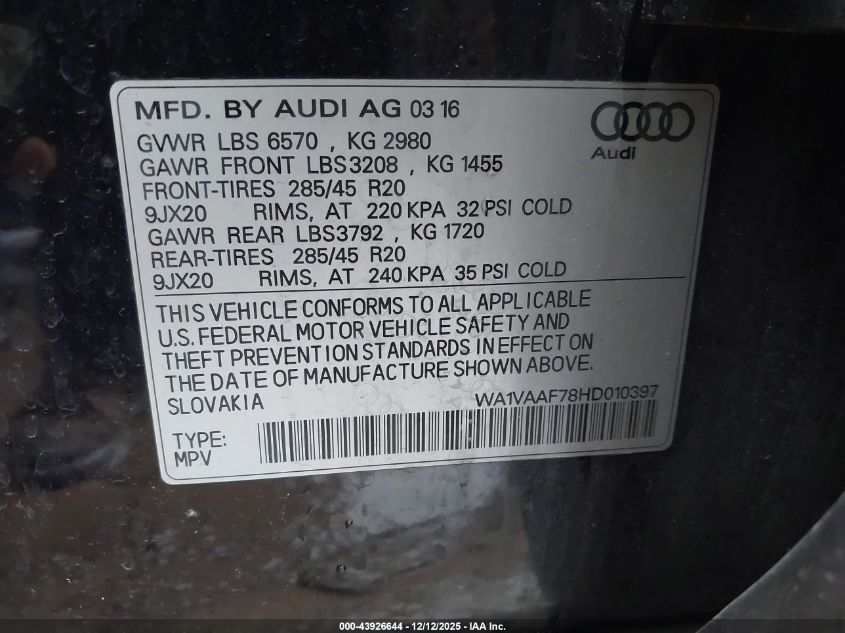 MFD. BY AUDI AG 03 16
Audi
GVWR LBS 6570 , KG 2980
GAWR FRONT LBS3208 , KG 1455
FRONT-TIRES 285/45 R20
9JX20 RIMS, AT 220 KPA 32 PSI COLD
GAWR REAR LBS3792 , KG 1720
REAR-TIRES 285/45 R20
9JX20 RIMS, AT 240 KPA 35 PSI COLD
THIS VEHICLE CONFORMS TO ALL APPLICABLE
U.S. FEDERAL MOTOR VEHICLE SAFETY AND
THEFT PREVENTION STANDARDS IN EFFECT ON
THE DATE OF MANUFACTURE SHOWN ABOVE.
SLOVAKIA WA1VAAF78HD010397
TYPE:
MPV
000-43926644 - 12/12/2025 - IAA Inc.